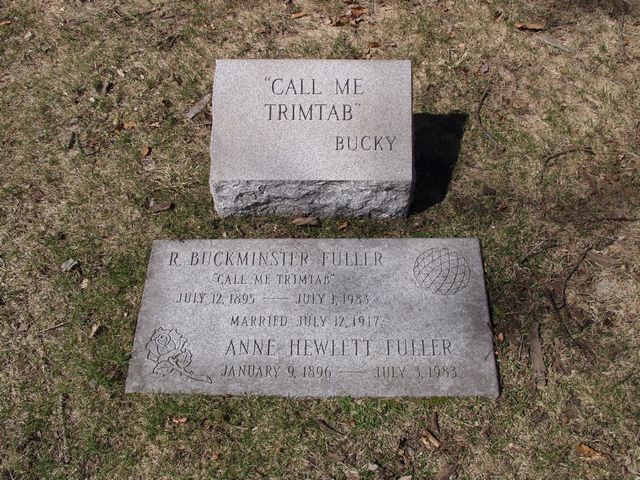 "CALL ME
TRIMTAB"
BUCKY
R. BUCKMINSTER FULLER
"CALL ME TRIMTAB"
JULY 12, 1895 — JULY 1, 1983
MARRIED JULY 12, 1917
ANNE HEWLETT FULLER
JANUARY 9, 1896 — JULY 3, 1983